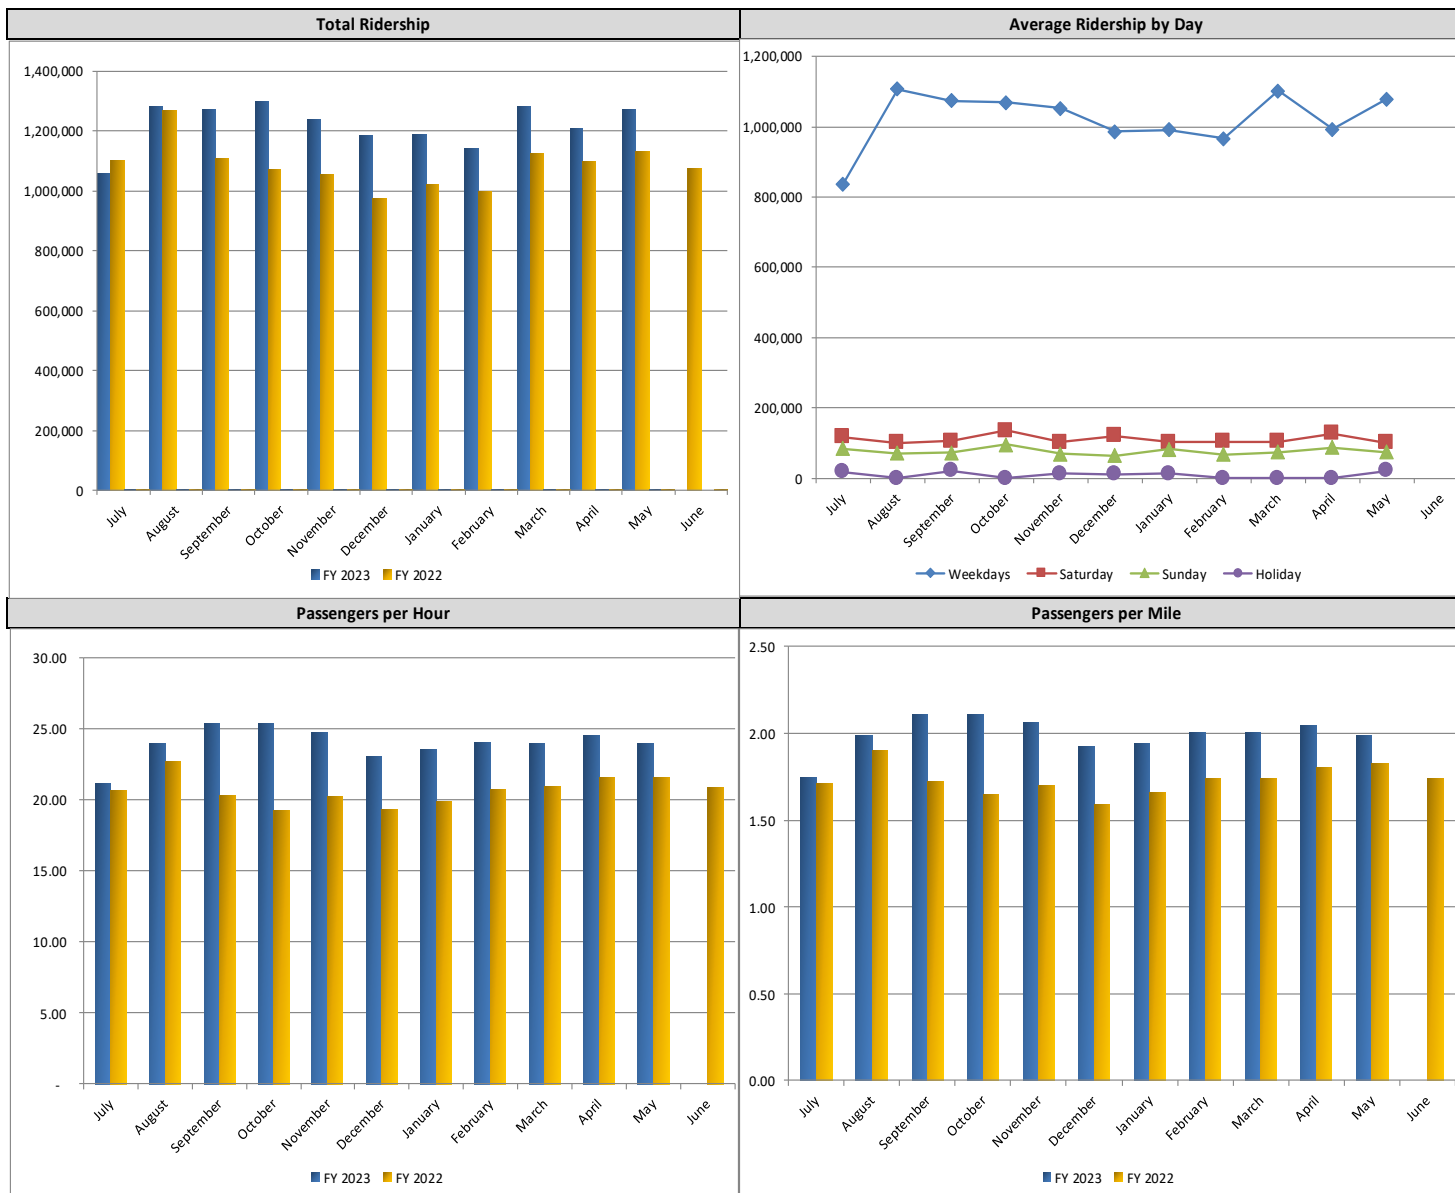 Total Ridership
1,400,000
1,200,000
1,000,000
800,000
600,000
400,000
200,000
0
July August September October November December January February March April May June
FY 2023 FY 2022
Average Ridership by Day
1,200,000
1,000,000
800,000
600,000
400,000
200,000
0
July August September October November December January February March April May June
Weekdays Saturday Sunday Holiday
Passengers per Hour
30.00
25.00
20.00
15.00
10.00
5.00
-
July August September October November December January February March April May June
FY 2023 FY 2022
Passengers per Mile
2.50
2.00
1.50
1.00
0.50
0.00
July August September October November December January February March April May June
FY 2023 FY 2022